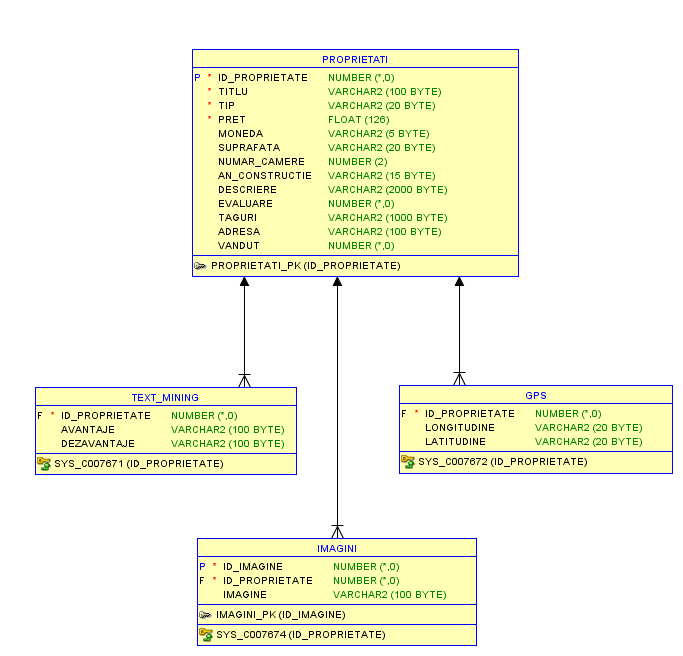 PROPRIETATI
P * ID_PROPRIETATE NUMBER (*,0)
* TITLU VARCHAR2 (100 BYTE)
* TIP VARCHAR2 (20 BYTE)
* PRET FLOAT (126)
MONEDA VARCHAR2 (5 BYTE)
SUPRAFATA VARCHAR2 (20 BYTE)
NUMAR_CAMERE NUMBER (2)
AN_CONSTRUCTIE VARCHAR2 (15 BYTE)
DESCRIERE VARCHAR2 (2000 BYTE)
EVALUARE NUMBER (*,0)
TAGURI VARCHAR2 (1000 BYTE)
ADRESA VARCHAR2 (100 BYTE)
VANDUT NUMBER (*,0)
PROPRIETATI_PK (ID_PROPRIETATE)
TEXT_MINING
F * ID_PROPRIETATE NUMBER (*,0)
AVANTAJE VARCHAR2 (100 BYTE)
DEZAVANTAJE VARCHAR2 (100 BYTE)
SYS_C007671 (ID_PROPRIETATE)
GPS
F * ID_PROPRIETATE NUMBER (*,0)
LONGITUDINE VARCHAR2 (20 BYTE)
LATITUDINE VARCHAR2 (20 BYTE)
SYS_C007672 (ID_PROPRIETATE)
IMAGINI
P * ID_IMAGINE NUMBER (*,0)
F * ID_PROPRIETATE NUMBER (*,0)
IMAGINE VARCHAR2 (100 BYTE)
IMAGINI_PK (ID_IMAGINE)
SYS_C007674 (ID_PROPRIETATE)